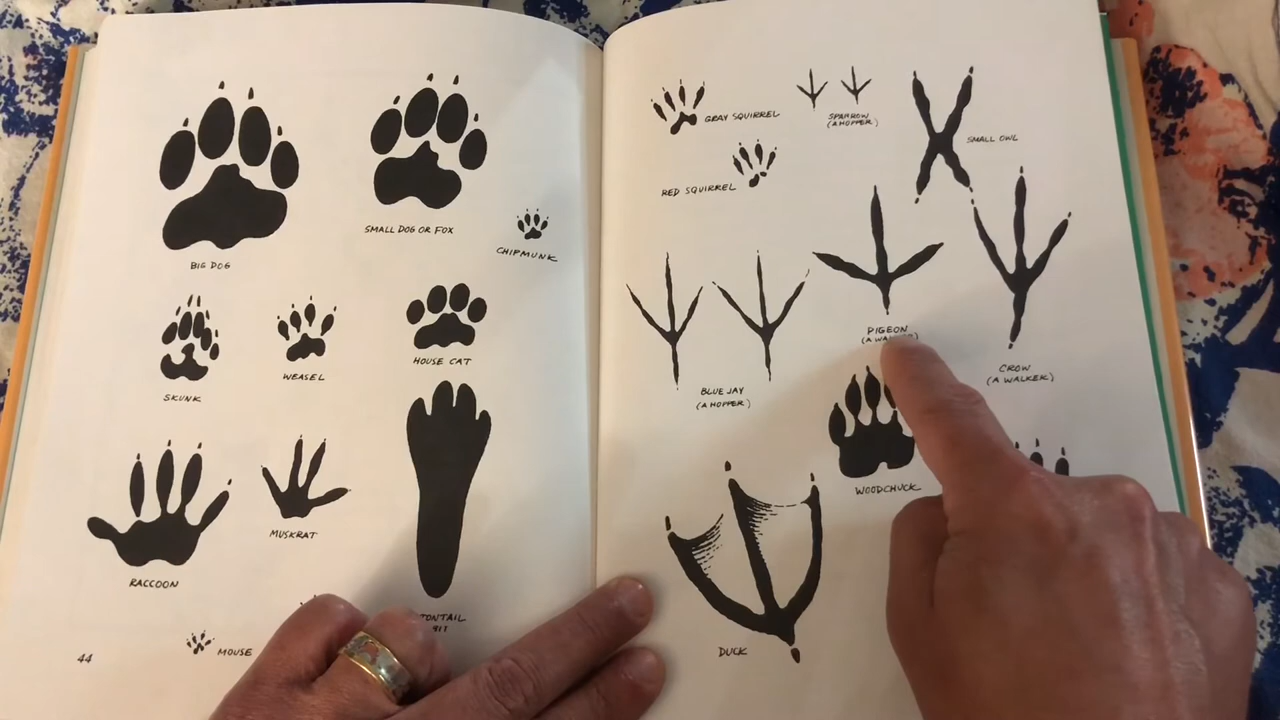 BIG DOG
SMALL DOG OR FOX
CHIPMUNK
SKUNK
WEASEL
HOUSE CAT
RACCOON
MUSKRAT
MOUSE
44
GRAY SQUIRREL
SPARROW
(A HOPPER)
SMALL OWL
RED SQUIRREL
BLUE JAY
(A HOPPER)
PIGEON
(A WALKER)
CROW
(A WALKER)
WOODCHUCK
DUCK